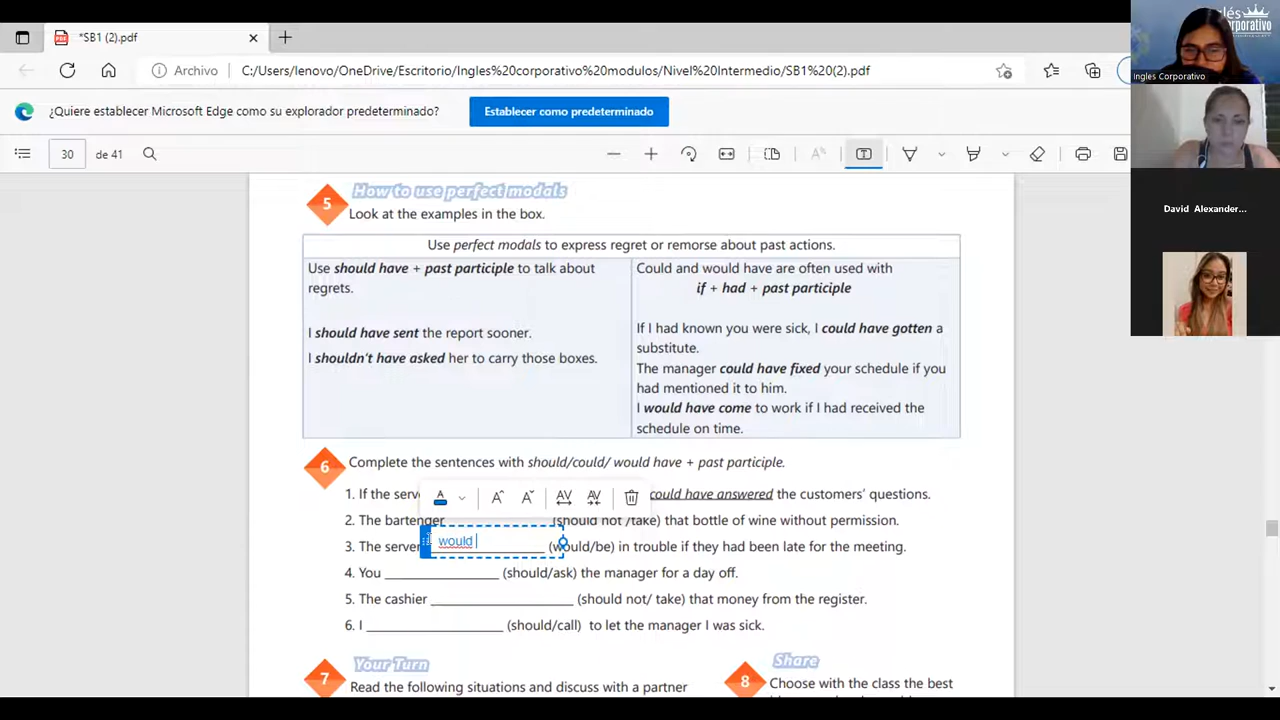 *SB1 (2).pdf
Archivo
C:/Users/lenovo/OneDrive/Escritorio/Ingles%20corporativo%20modulos/Nivel%20Intermedio/SB1%20(2).pdf
¿Quiere establecer Microsoft Edge como su explorador predeterminado?
Establecer como predeterminado
30 de 41
5 How to use perfect modals
Look at the examples in the box.
Use perfect modals to express regret or remorse about past actions.
Use should have + past participle to talk about
regrets.
I should have sent the report sooner.
I shouldn't have asked her to carry those boxes.
Could and would have are often used with
if + had + past participle
If I had known you were sick, I could have gotten a
substitute.
The manager could have fixed your schedule if you
had mentioned it to him.
I would have come to work if I had received the
schedule on time.
6 Complete the sentences with should/could/ would have + past participle.
1. If the serv could have answered the customers' questions.
2. The bartender ____________ (should not /take) that bottle of wine without permission.
3. The server would ____________ (would/be) in trouble if they had been late for the meeting.
4. You ____________ (should/ask) the manager for a day off.
5. The cashier ____________ (should not/ take) that money from the register.
6. I ____________ (should/call) to let the manager I was sick.
7 Your Turn
Read the following situations and discuss with a partner
8 Share
Choose with the class the best
Inglés Corporativo
David Alexander...